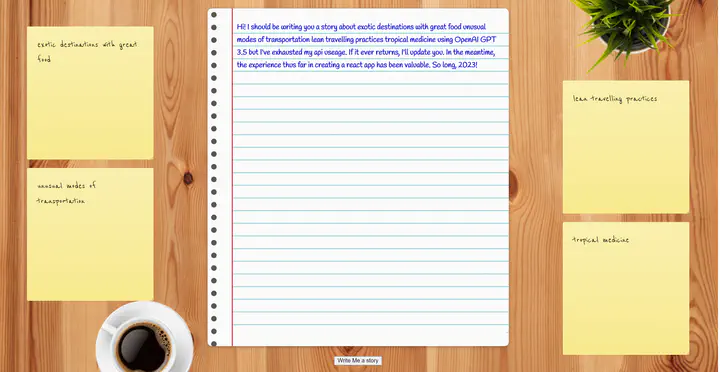 exotic destinations with great
food
unusual modes of
transportation
Hi! I should be writing you a story about exotic destinations with great food unusual
modes of transportation lean travelling practices tropical medicine using OpenAI GPT
3.5 but I've exhausted my api useage. If it ever returns, I'll update you. In the meantime,
the experience thus far in creating a react app has been valuable. So long, 2023!
lean travelling practices
tropical medicine
Write Me a story